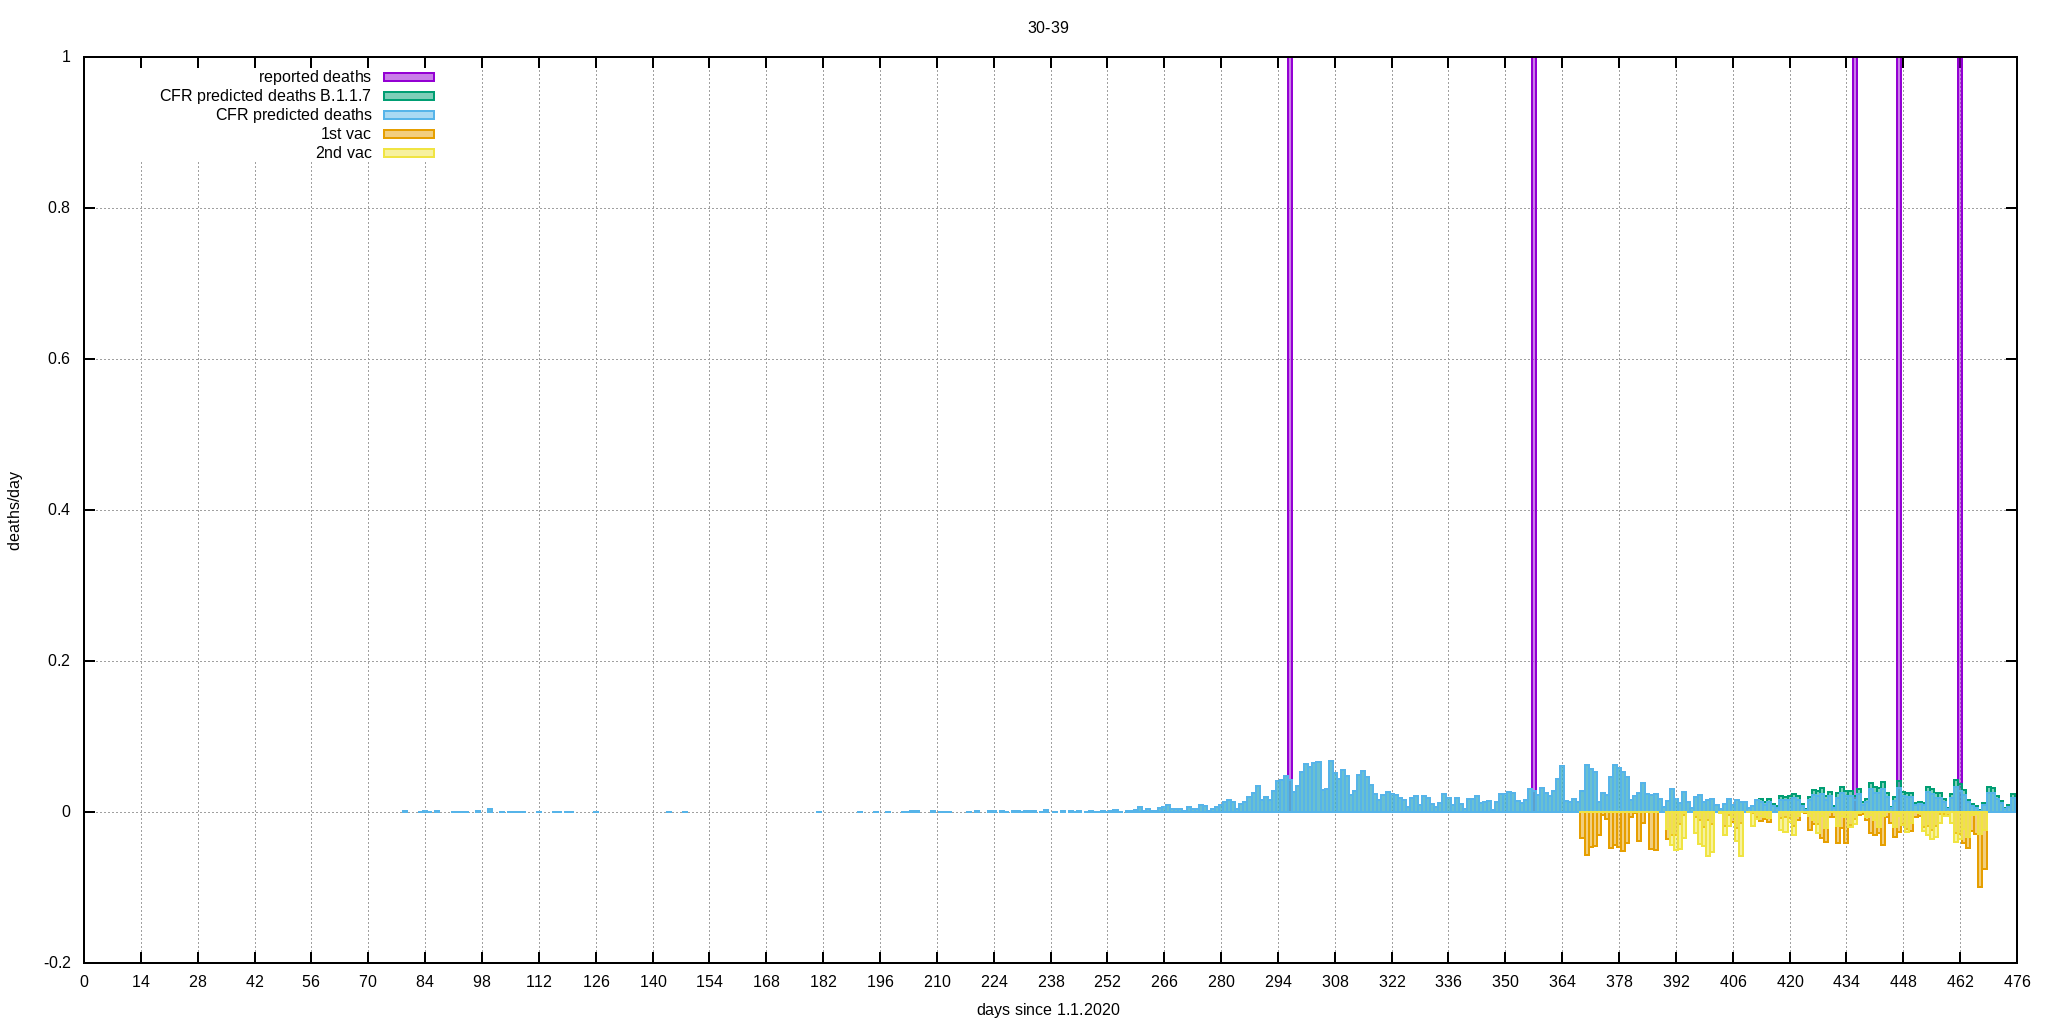 30-39
reported deaths
CFR predicted deaths B.1.1.7
CFR predicted deaths
1st vac
2nd vac
1
0.8
0.6
0.4
0.2
0
-0.2
deaths/day
0 14 28 42 56 70 84 98 112 126 140 154 168 182 196 210 224 238 252 266 280 294 308 322 336 350 364 378 392 406 420 434 448 462 476
days since 1.1.2020